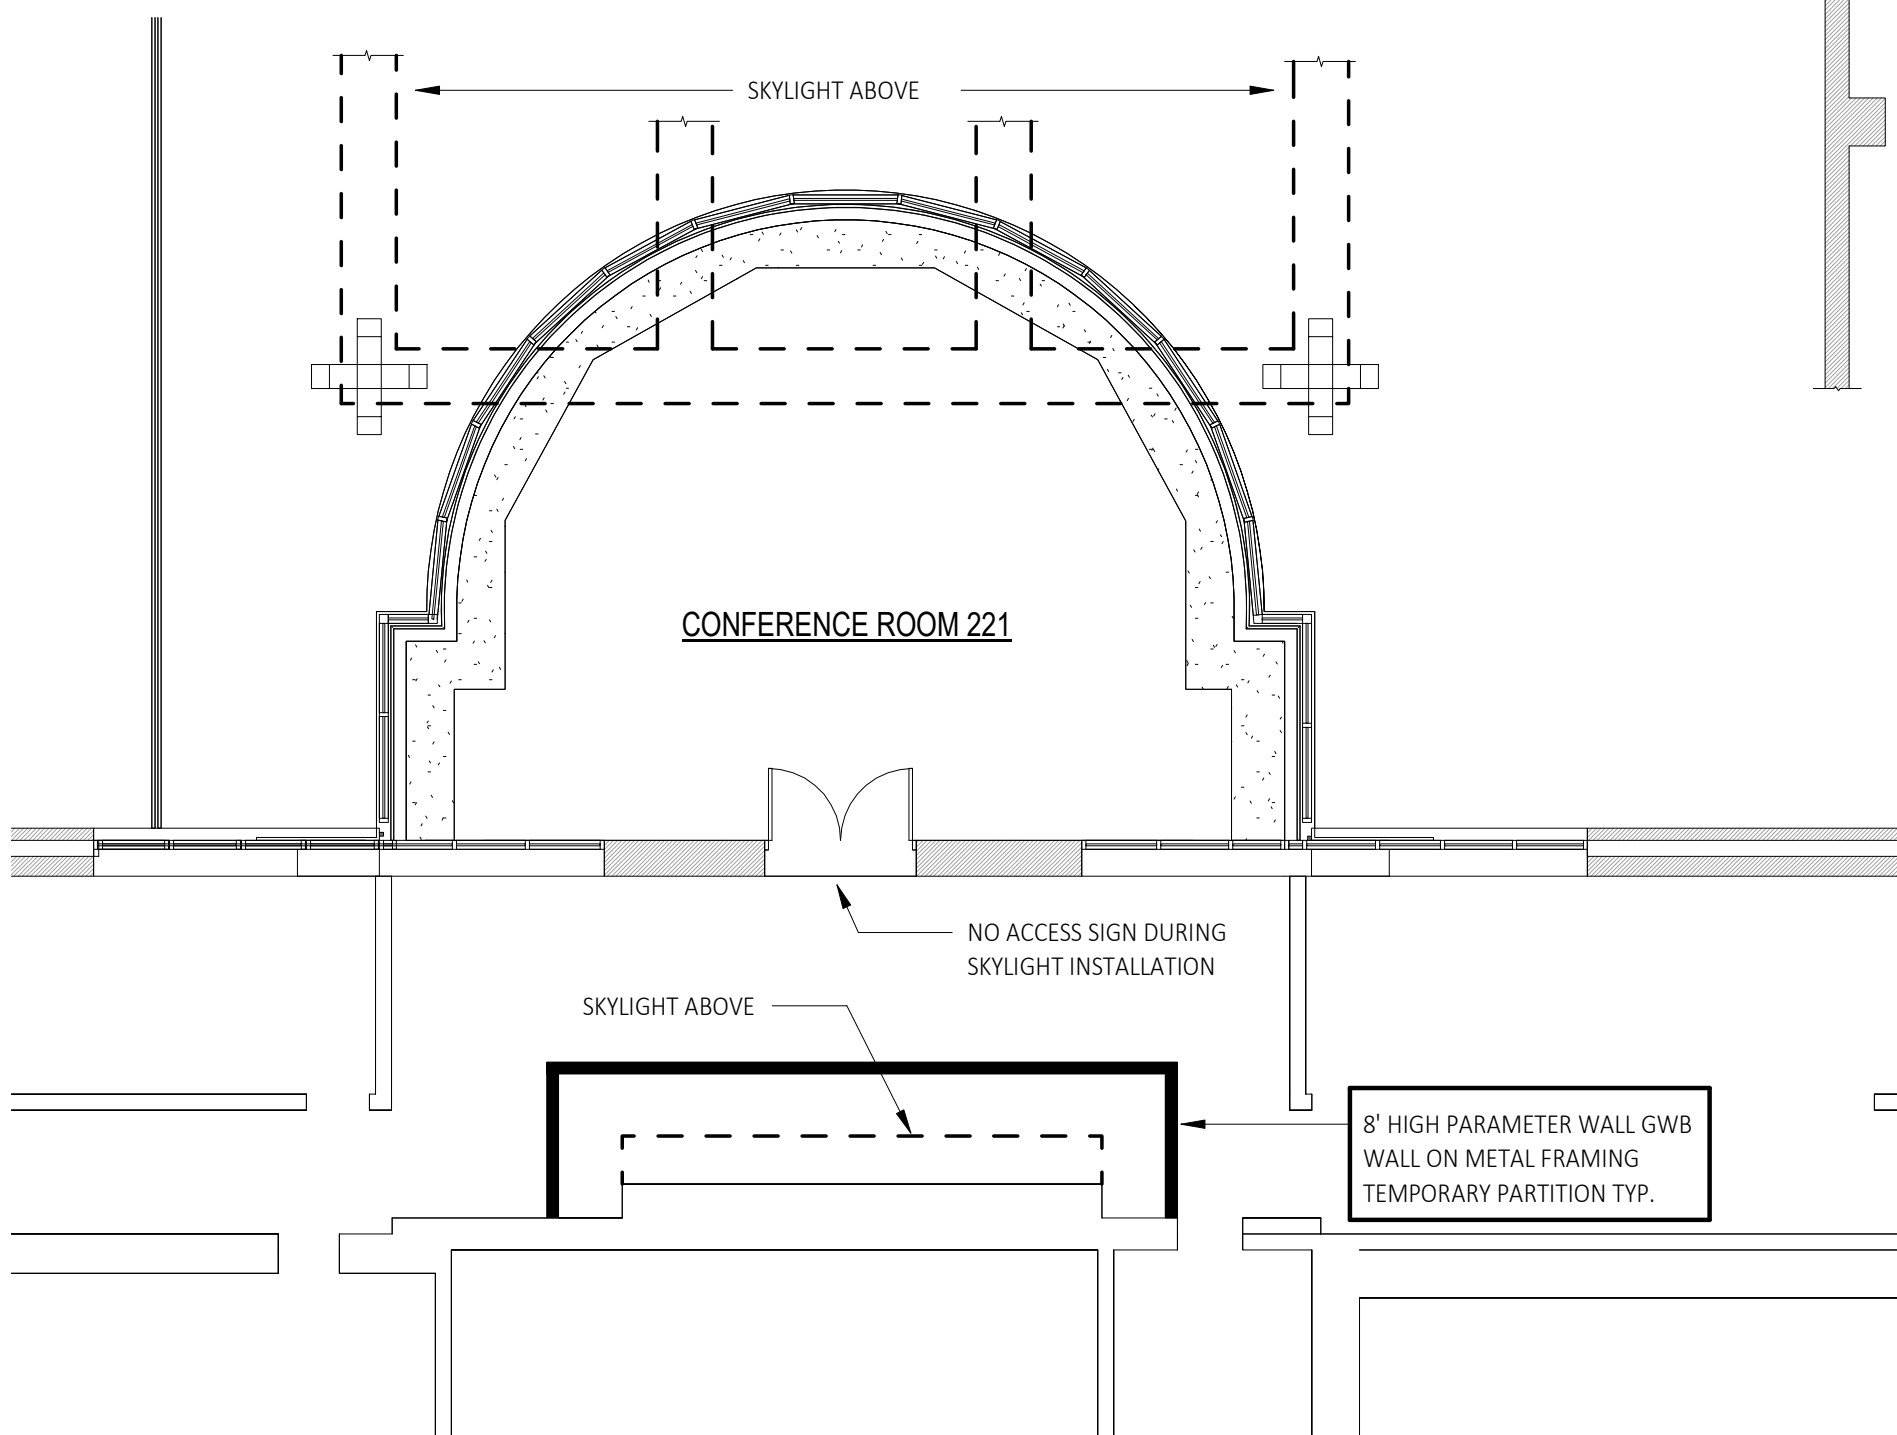 SKYLIGHT ABOVE
CONFERENCE ROOM 221
NO ACCESS SIGN DURING
SKYLIGHT INSTALLATION
SKYLIGHT ABOVE
8' HIGH PARAMETER WALL GWB
WALL ON METAL FRAMING
TEMPORARY PARTITION TYP.